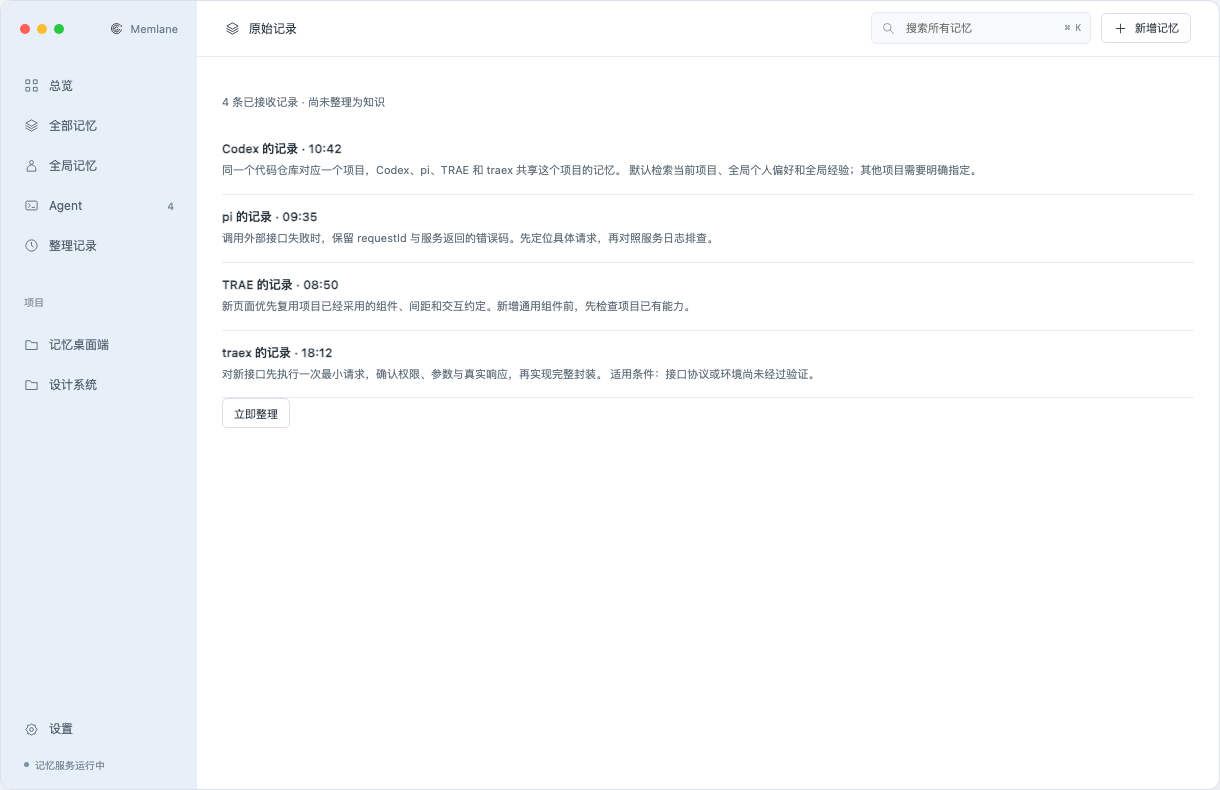 Memlane
原始记录
搜索所有记忆
⌘ K
新增记忆
总览
全部记忆
全局记忆
Agent
4
整理记录
项目
记忆桌面端
设计系统
设置
记忆服务运行中
4 条已接收记录 · 尚未整理为知识
Codex 的记录 · 10:42
同一个代码仓库对应一个项目，Codex、pi、TRAE 和 traex 共享这个项目的记忆。 默认检索当前项目、全局个人偏好和全局经验；其他项目需要明确指定。
pi 的记录 · 09:35
调用外部接口失败时，保留 requestId 与服务返回的错误码。先定位具体请求，再对照服务日志排查。
TRAE 的记录 · 08:50
新页面优先复用项目已经采用的组件、间距和交互约定。新增通用组件前，先检查项目已有能力。
traex 的记录 · 18:12
对新接口先执行一次最小请求，确认权限、参数与真实响应，再实现完整封装。 适用条件：接口协议或环境尚未经过验证。
立即整理